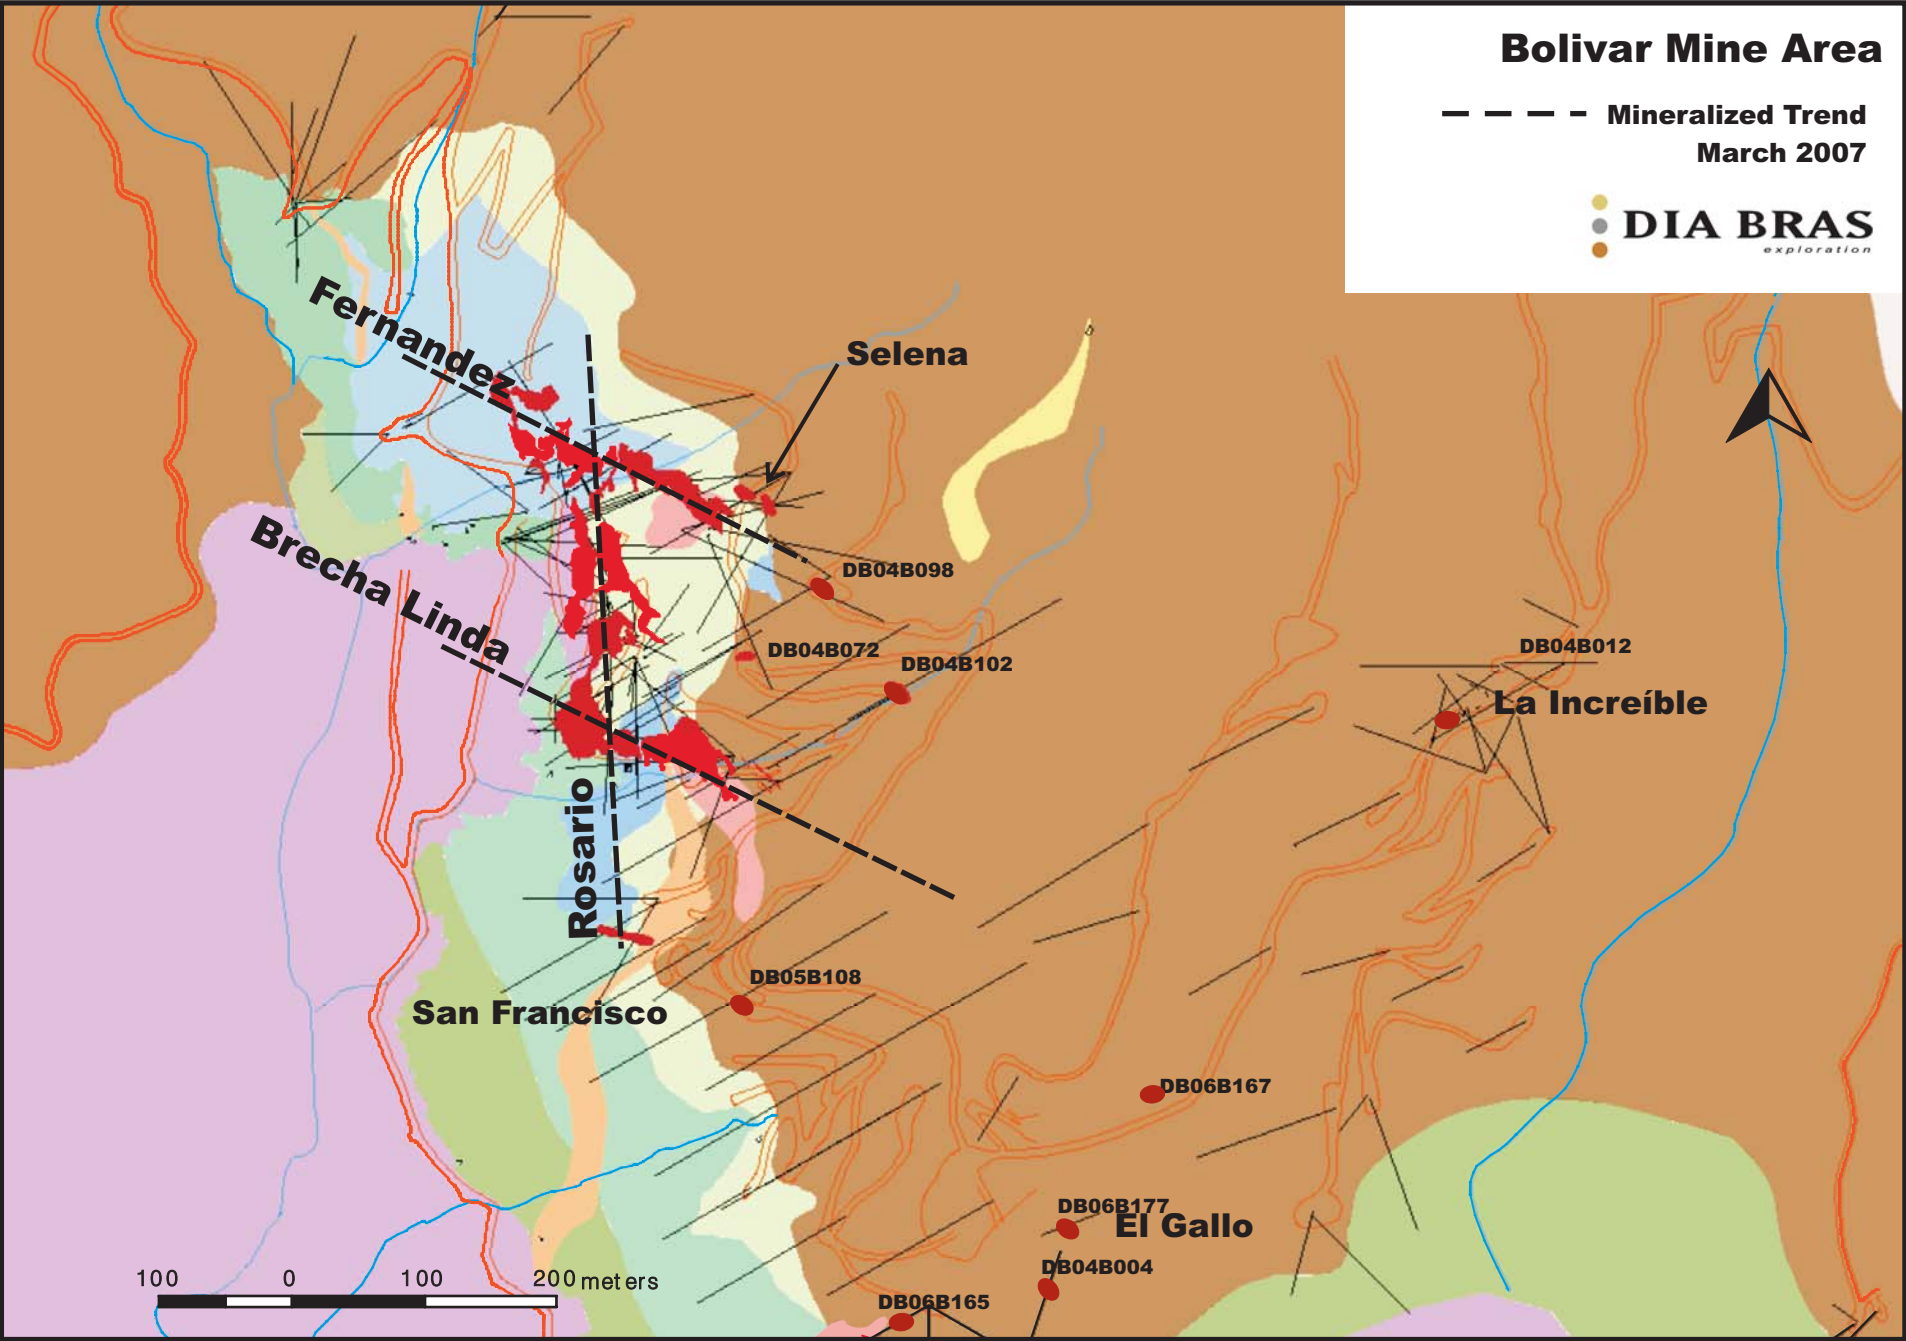 Bolivar Mine Area
Mineralized Trend
March 2007
DIA BRAS
exploration
Fernandez
Selena
Brecha Linda
DB04B098
DB04B072
DB04B102
DB04B012
La Increíble
Rosario
DB05B108
San Francisco
DB06B167
DB06B177
El Gallo
DB04B004
DB06B165
100 0 100 200 meters